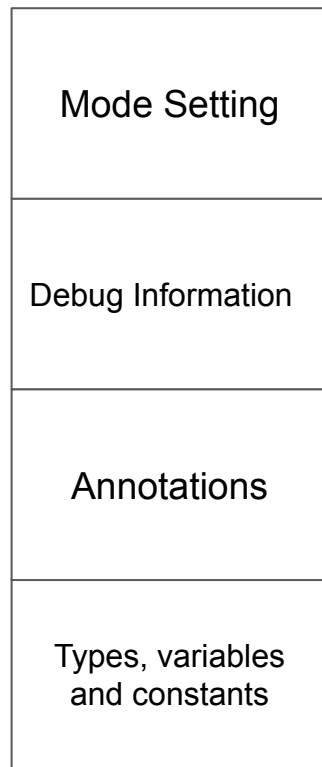 Mode Setting
Debug Information
Annotations
Types, variables
and constants